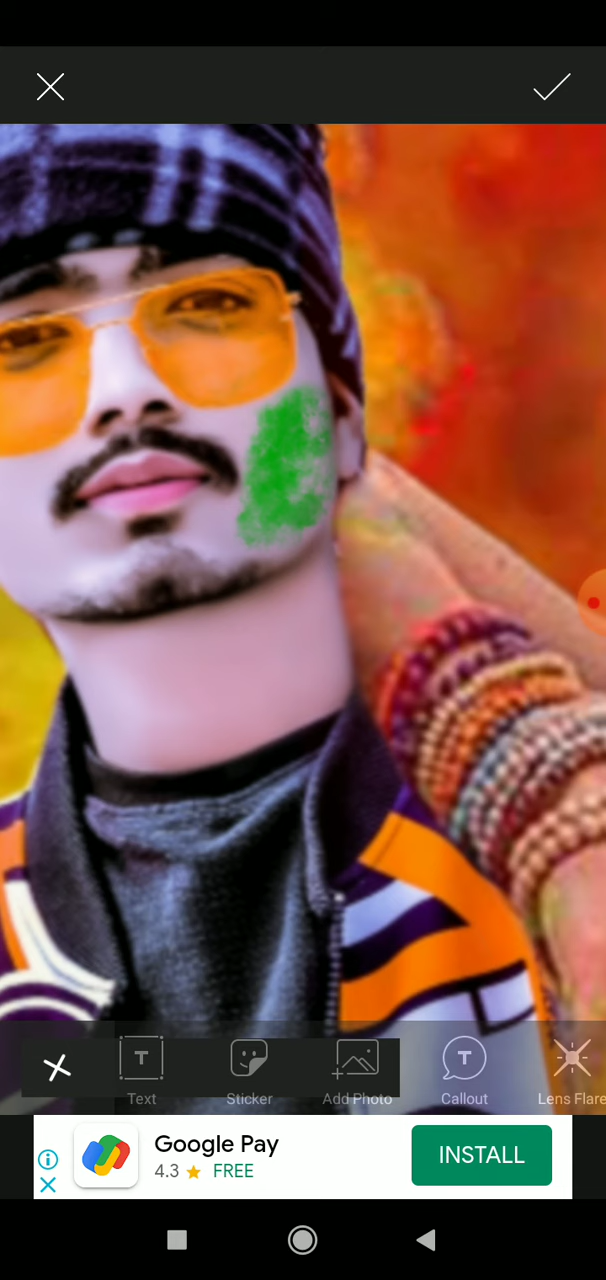 Text
Sticker
Add Photo
Callout
Lens Flare
Google Pay
4.3 FREE
INSTALL